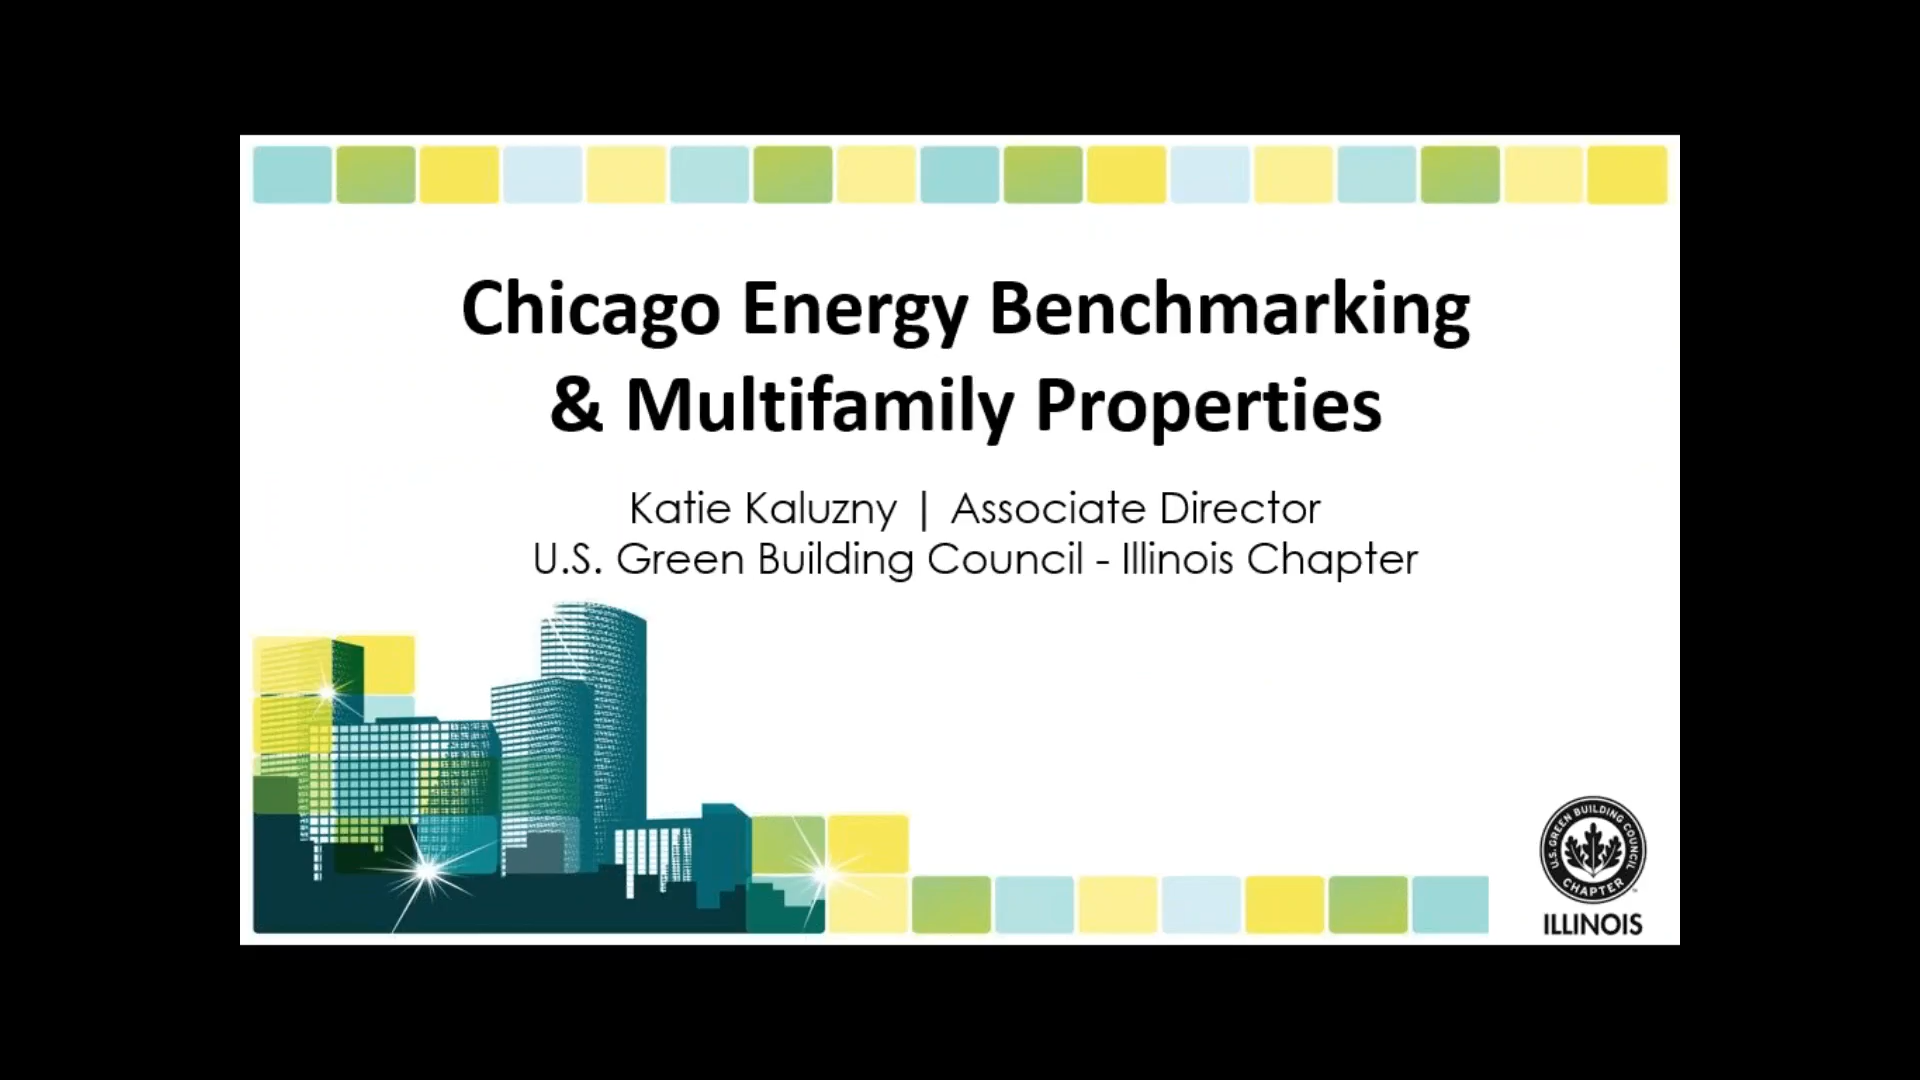 Chicago Energy Benchmarking
& Multifamily Properties
Katie Kaluzny | Associate Director
U.S. Green Building Council - Illinois Chapter
U.S. GREEN BUILDING COUNCIL
CHAPTER
ILLINOIS